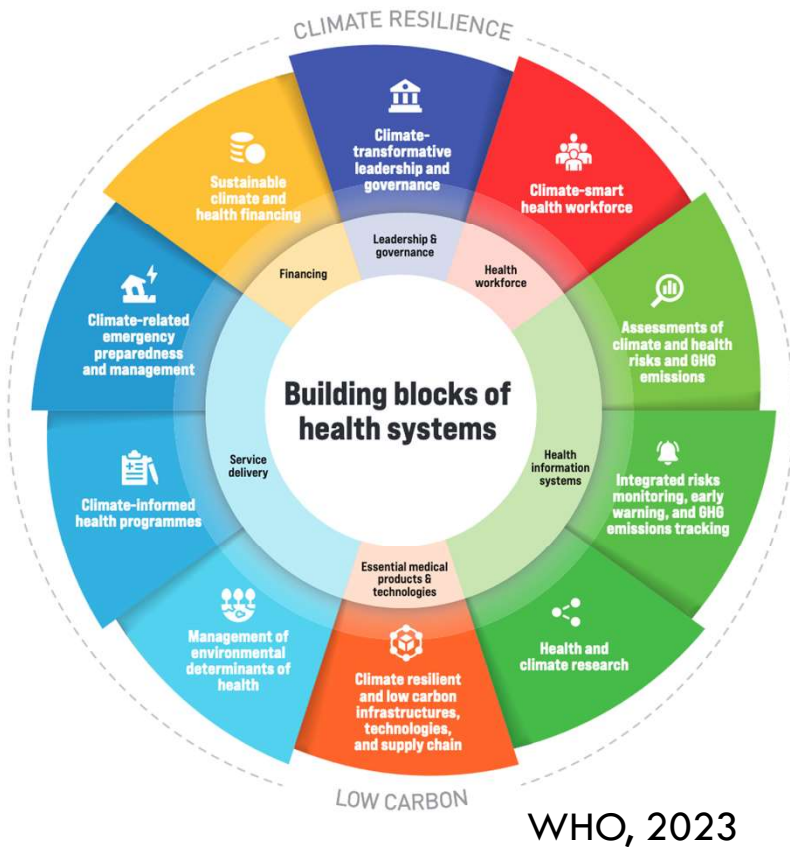 CLIMATE RESILIENCE
Climate-
transformative
leadership and
governance
Climate-smart
health workforce
Assessments of
climate and health
risks and GHG
emissions
Integrated risks
monitoring, early
warning, and GHG
emissions tracking
Health and
climate research
Climate resilient
and low carbon
infrastructures,
technologies,
and supply chain
Management of
environmental
determinants of
health
Climate-informed
health programmes
Climate-related
emergency
preparedness
and management
Sustainable
climate and
health financing
Leadership &
governance
Health
workforce
Health
information
systems
Essential medical
products &
technologies
Service
delivery
Financing
Building blocks of
health systems
LOW CARBON
WHO, 2023